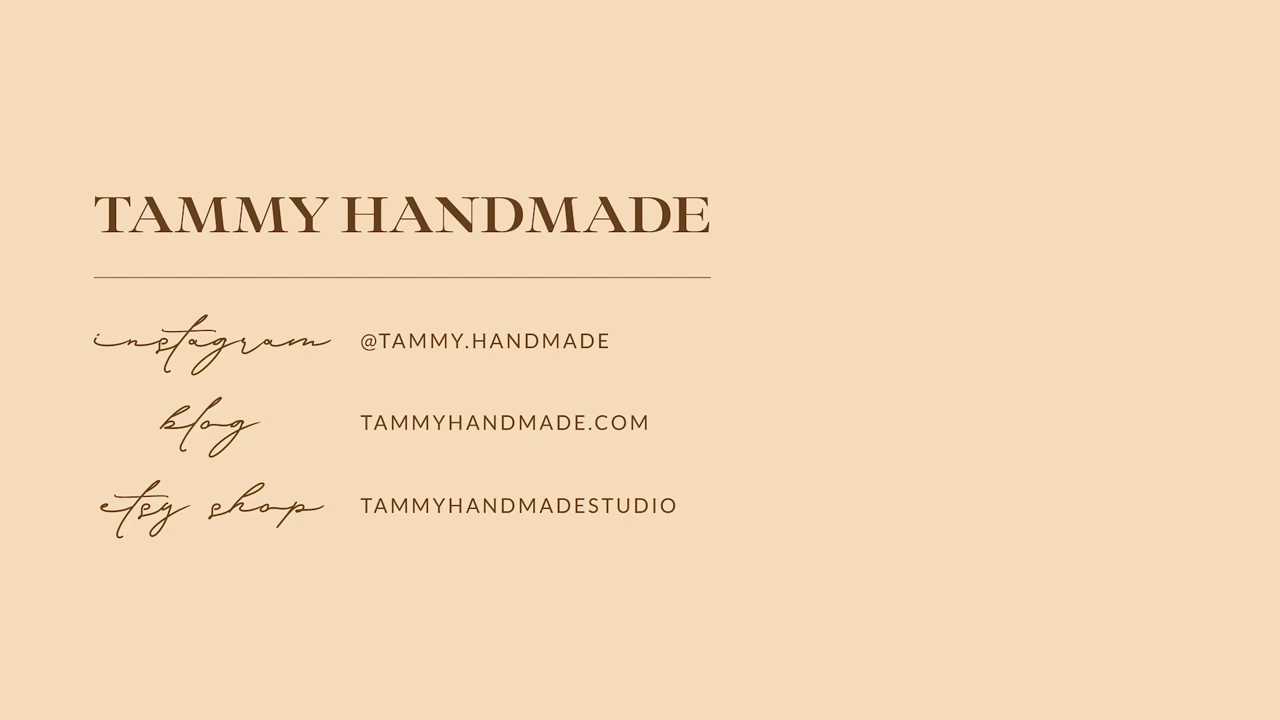 TAMMY HANDMADE
instagram @TAMMY.HANDMADE
blog TAMMYHANDMADE.COM
etsy shop TAMMYHANDMADESTUDIO